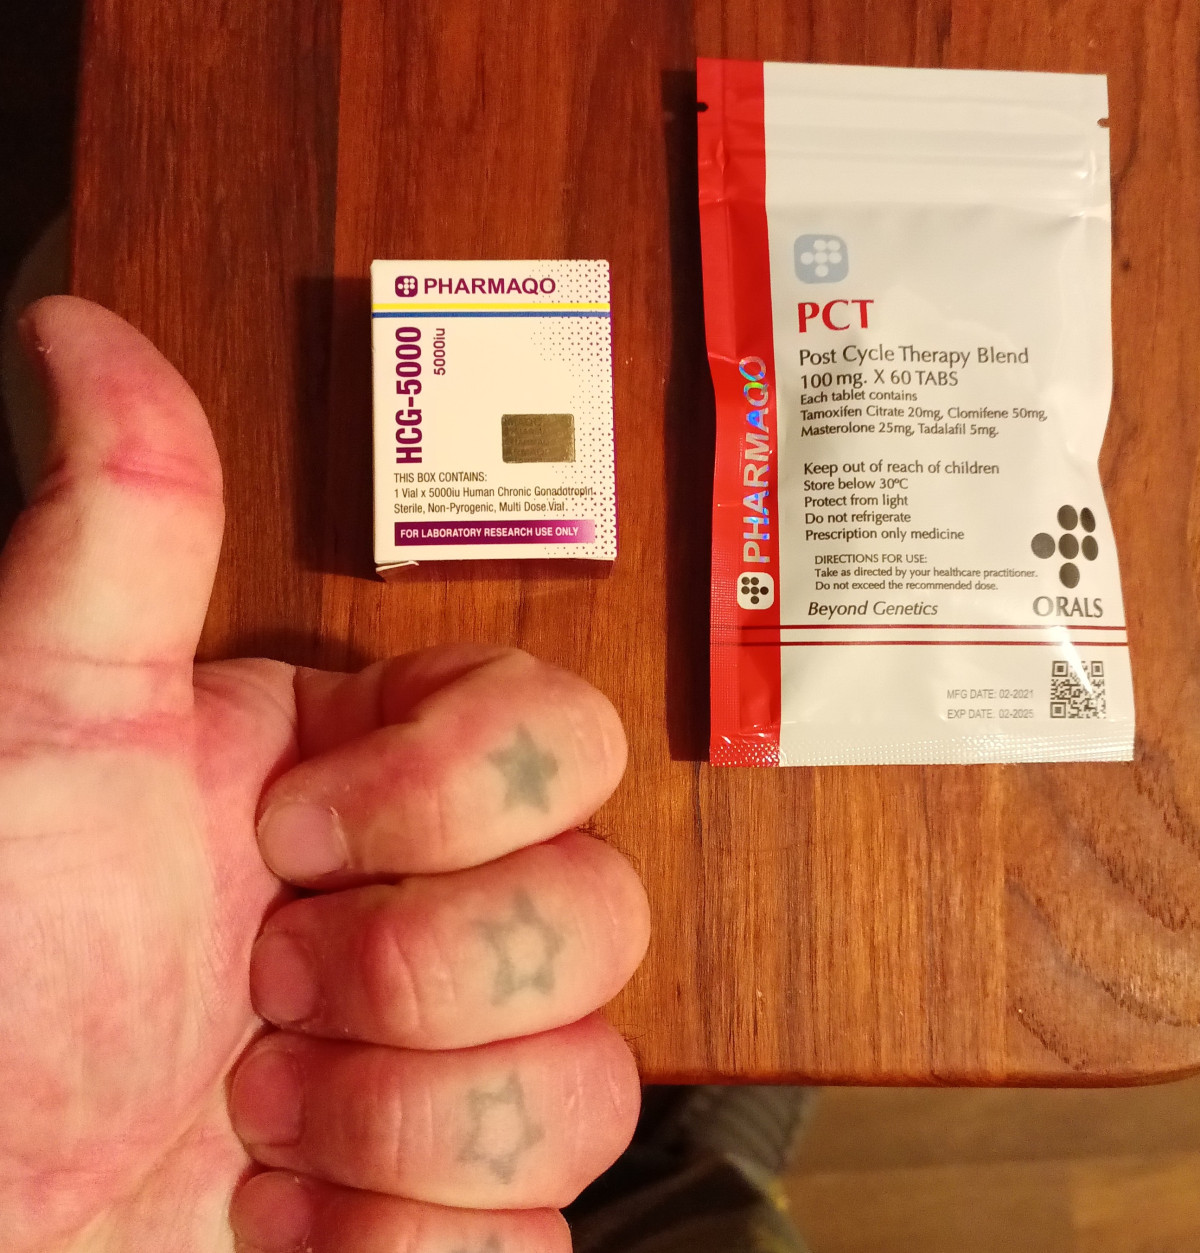 PHARMAQO
HCG-5000
5000iu
THIS BOX CONTAINS:
1 Vial x 5000iu Human Chronic Gonadotropin.
Sterile, Non-Pyrogenic, Multi Dose Vial.
FOR LABORATORY RESEARCH USE ONLY
PHARMAQO
PCT
Post Cycle Therapy Blend
100 mg. X 60 TABS
Each tablet contains
Tamoxifen Citrate 20mg, Clomifene 50mg,
Masterolone 25mg, Tadalafil 5mg.
Keep out of reach of children
Store below 30ºC
Protect from light
Do not refrigerate
Prescription only medicine
DIRECTIONS FOR USE:
Take as directed by your healthcare practitioner.
Do not exceed the recommended dose.
Beyond Genetics
ORALS
MFG DATE: 02-2021
EXP DATE: 02-2025